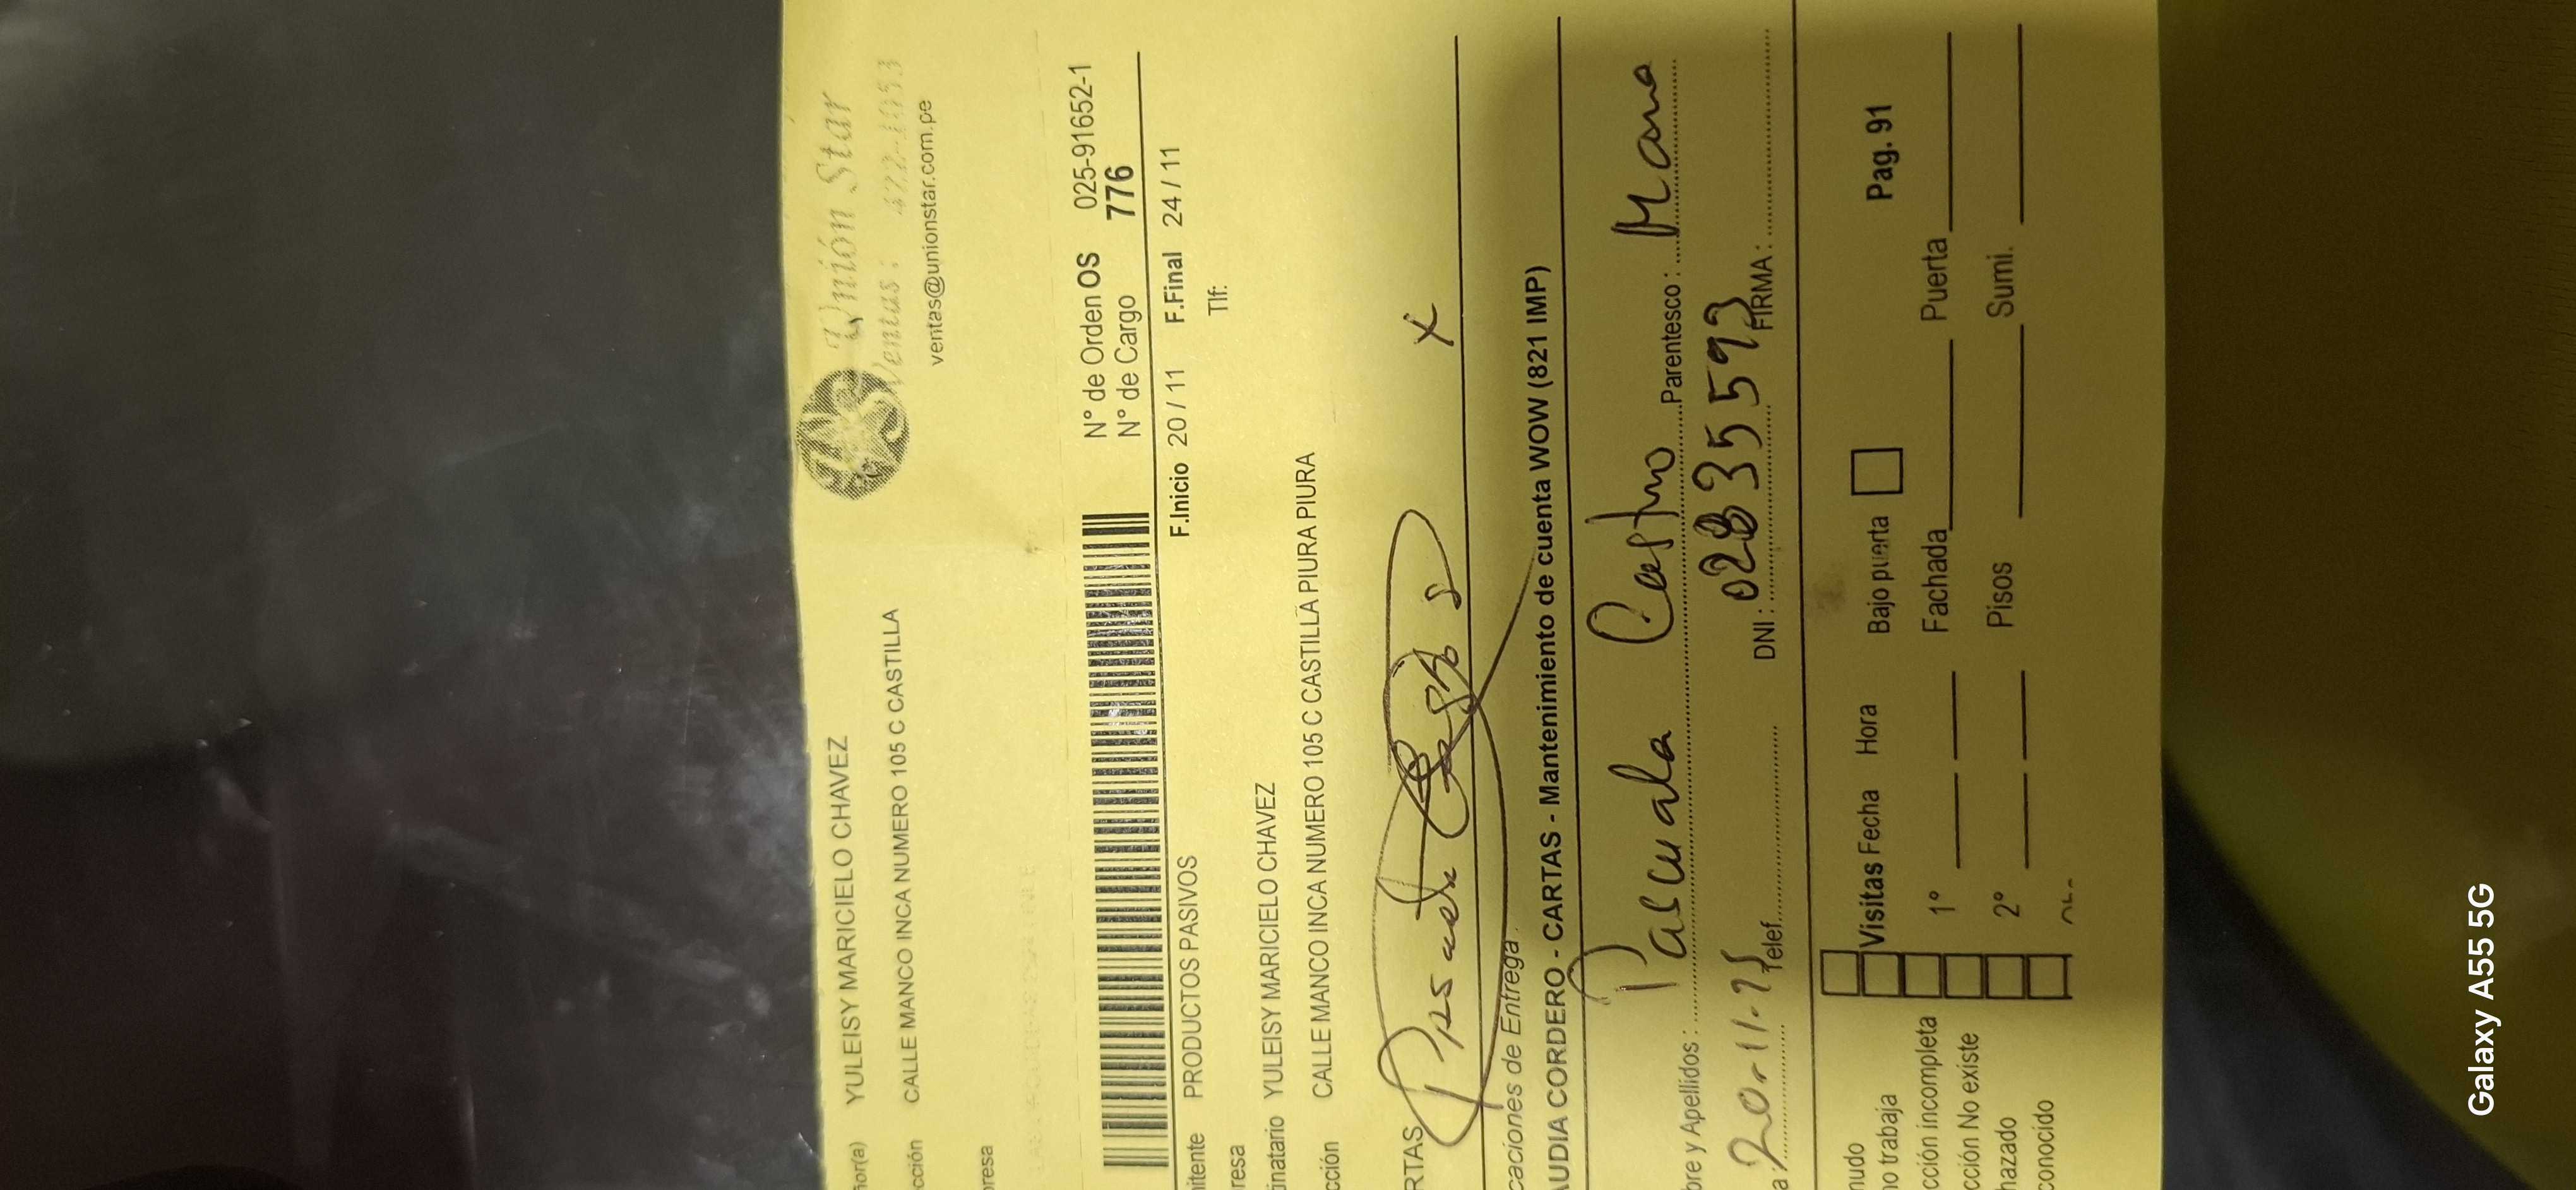 ñor(a) YULEISY MARICIELO CHAVEZ
cción CALLE MANCO INCA NUMERO 105 C CASTILLA
presa
Unión Star
Ventas:
ventas@unionstar.com.pe
N° de Orden OS 025-91652-1
N° de Cargo 776
F.Inicio 20 / 11 F.Final 24 / 11
nitente PRODUCTOS PASIVOS
Tlf:
resa
tinatario YULEISY MARICIELO CHAVEZ
cción CALLE MANCO INCA NUMERO 105 C CASTILLA PIURA PIURA
RTAS
x
caciones de Entrega
AUDIA CORDERO - CARTAS - Mantenimiento de cuenta WOW (821 IMP)
bre y Apellidos : Pascuala Castro Parentesco : Mama
a 20-11-25 Telef. DNI : 02835593 FIRMA :
Pag. 91
nudo
no trabaja Visitas Fecha Hora Bajo puerta
cción incompleta 1° Fachada Puerta
cción No existe
hazado 2° Pisos Sumi.
conocido
Galaxy A55 5G